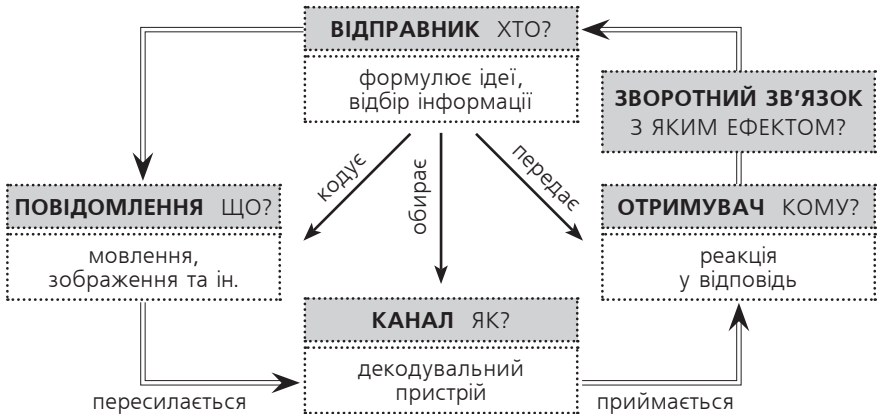 ВІДПРАВНИК ХТО?
формулює ідеї,
відбір інформації
ЗВОРОТНИЙ ЗВ’ЯЗОК
З ЯКИМ ЕФЕКТОМ?
кодує
обирає
передає
ПОВІДОМЛЕННЯ ЩО?
мовлення,
зображення та ін.
ОТРИМУВАЧ КОМУ?
реакція
у відповідь
КАНАЛ ЯК?
декодувальний
пристрій
пересилається
приймається